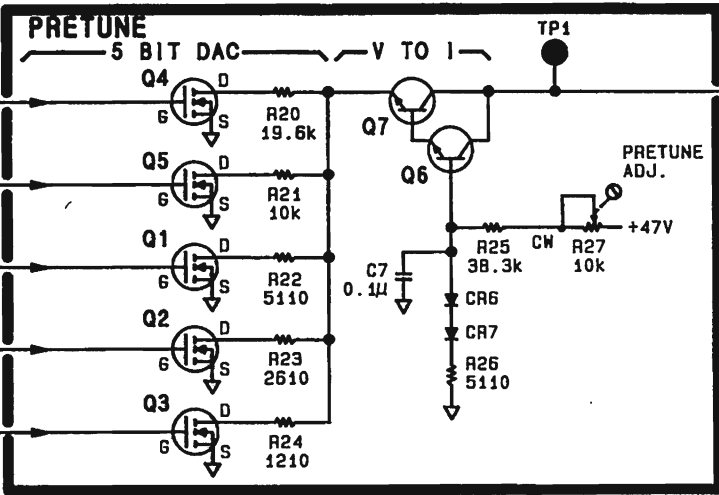 PRETUNE
5 BIT DAC
V TO I
TP1
Q4
D
G
S
R20
19.6k
Q7
Q6
Q5
D
G
S
R21
10k
PRETUNE
ADJ.
+47V
R25
38.3k
CW
R27
10k
Q1
D
G
S
R22
5110
C7
0.1µ
CR6
CR7
R26
5110
Q2
D
G
S
R23
2610
Q3
D
G
S
R24
1210